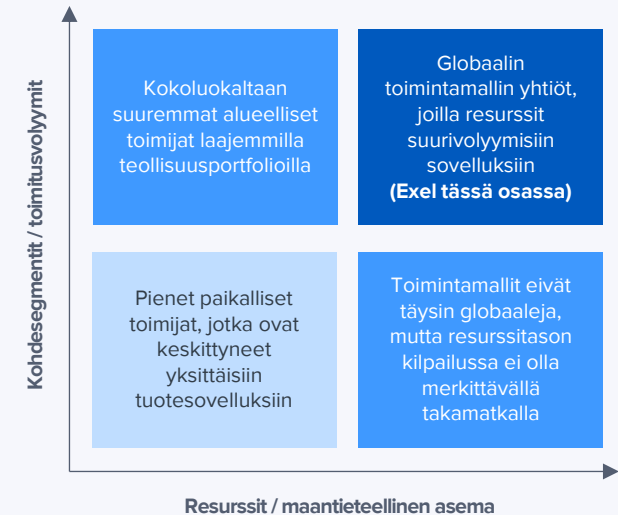 Kohdesegmentit / toimitusvolyymit
Kokoluokaltaan
suuremmat alueelliset
toimijat laajemmilla
teollisuusportfolioilla
Globaalin
toimintamallin yhtiöt,
joilla resurssit
suurivolyymisiin
sovelluksiin
(Exel tässä osassa)
Pienet paikalliset
toimijat, jotka ovat
keskittyneet
yksittäisiin
tuotesovelluksiin
Toimintamallit eivät
täysin globaaleja,
mutta resurssitason
kilpailussa ei olla
merkittävällä
takamatkalla
Resurssit / maantieteellinen asema